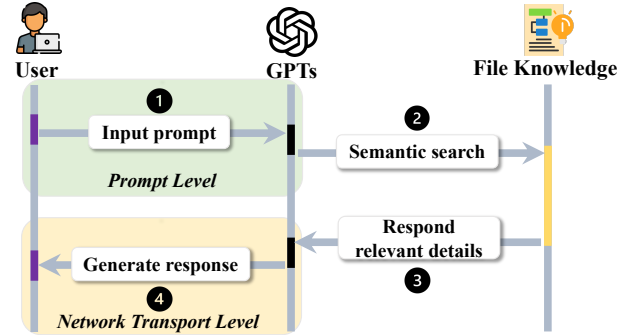 User
GPTs
File Knowledge
1
Input prompt
2
Semantic search
Prompt Level
Respond
relevant details
3
Generate response
4
Network Transport Level